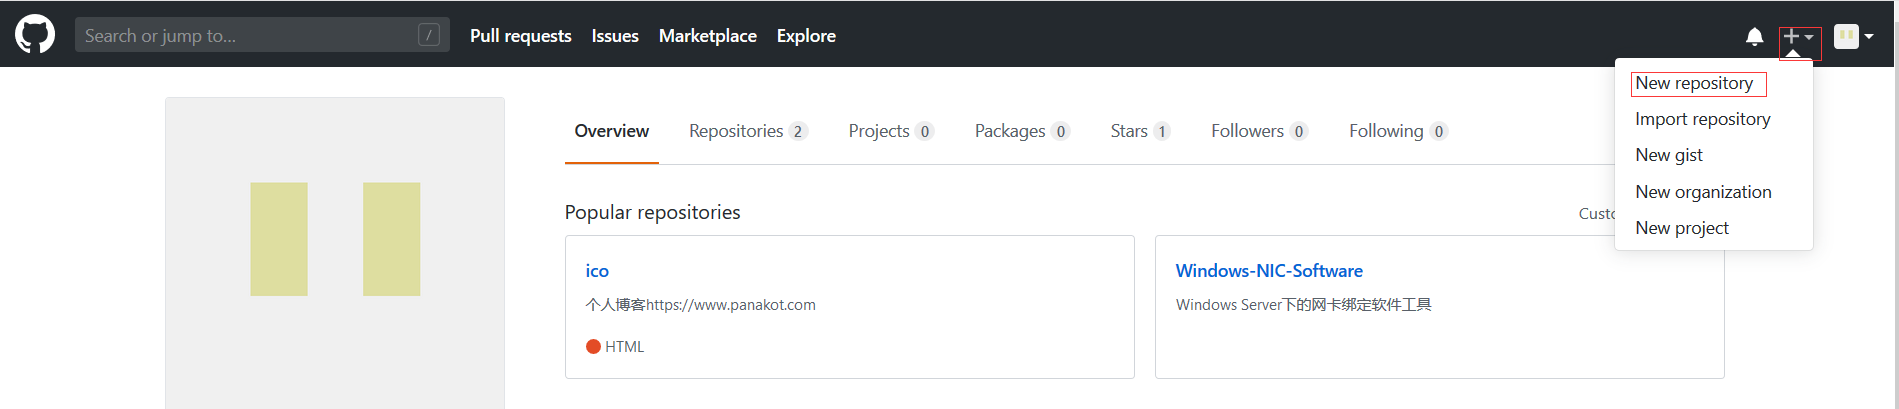 Search or jump to... / Pull requests Issues Marketplace Explore
New repository
Import repository
New gist
New organization
New project
Overview Repositories 2 Projects 0 Packages 0 Stars 1 Followers 0 Following 0
Popular repositories
Custo
ico
个人博客https://www.panakot.com
HTML
Windows-NIC-Software
Windows Server下的网卡绑定软件工具